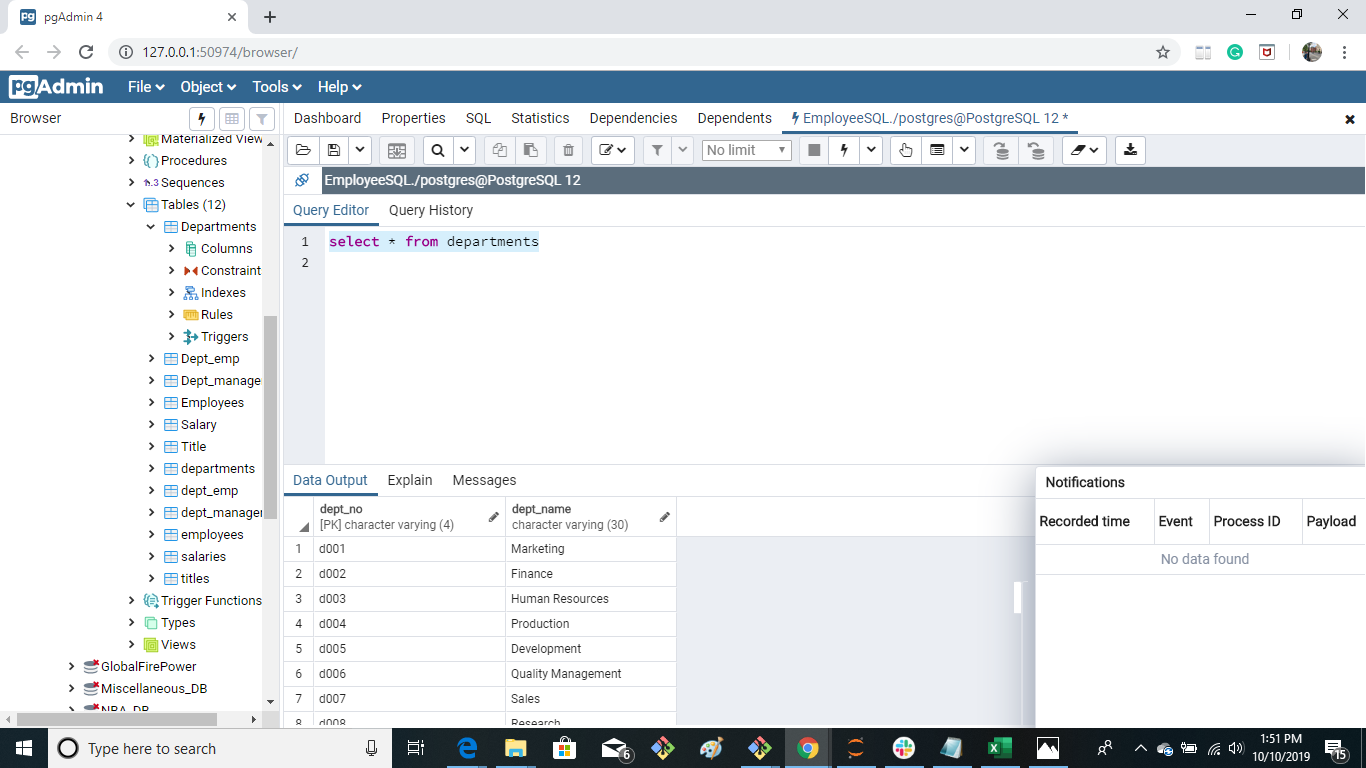 pgAdmin 4
127.0.0.1:50974/browser/
pgAdmin File Object Tools Help
Browser
Dashboard Properties SQL Statistics Dependencies Dependents EmployeeSQL./postgres@PostgreSQL 12 *
No limit
EmployeeSQL./postgres@PostgreSQL 12
Query Editor Query History
1 select * from departments
2
Materialized View
Procedures
Sequences
Tables (12)
Departments
Columns
Constraint
Indexes
Rules
Triggers
Dept_emp
Dept_manage
Employees
Salary
Title
departments
dept_emp
dept_manager
employees
salaries
titles
Trigger Functions
Types
Views
GlobalFirePower
Miscellaneous_DB
NBA_DB
Data Output Explain Messages
dept_no dept_name
[PK] character varying (4) character varying (30)
1 d001 Marketing
2 d002 Finance
3 d003 Human Resources
4 d004 Production
5 d005 Development
6 d006 Quality Management
7 d007 Sales
8 d008 Research
Notifications
Recorded time Event Process ID Payload
No data found
Type here to search
6
1:51 PM
10/10/2019
15